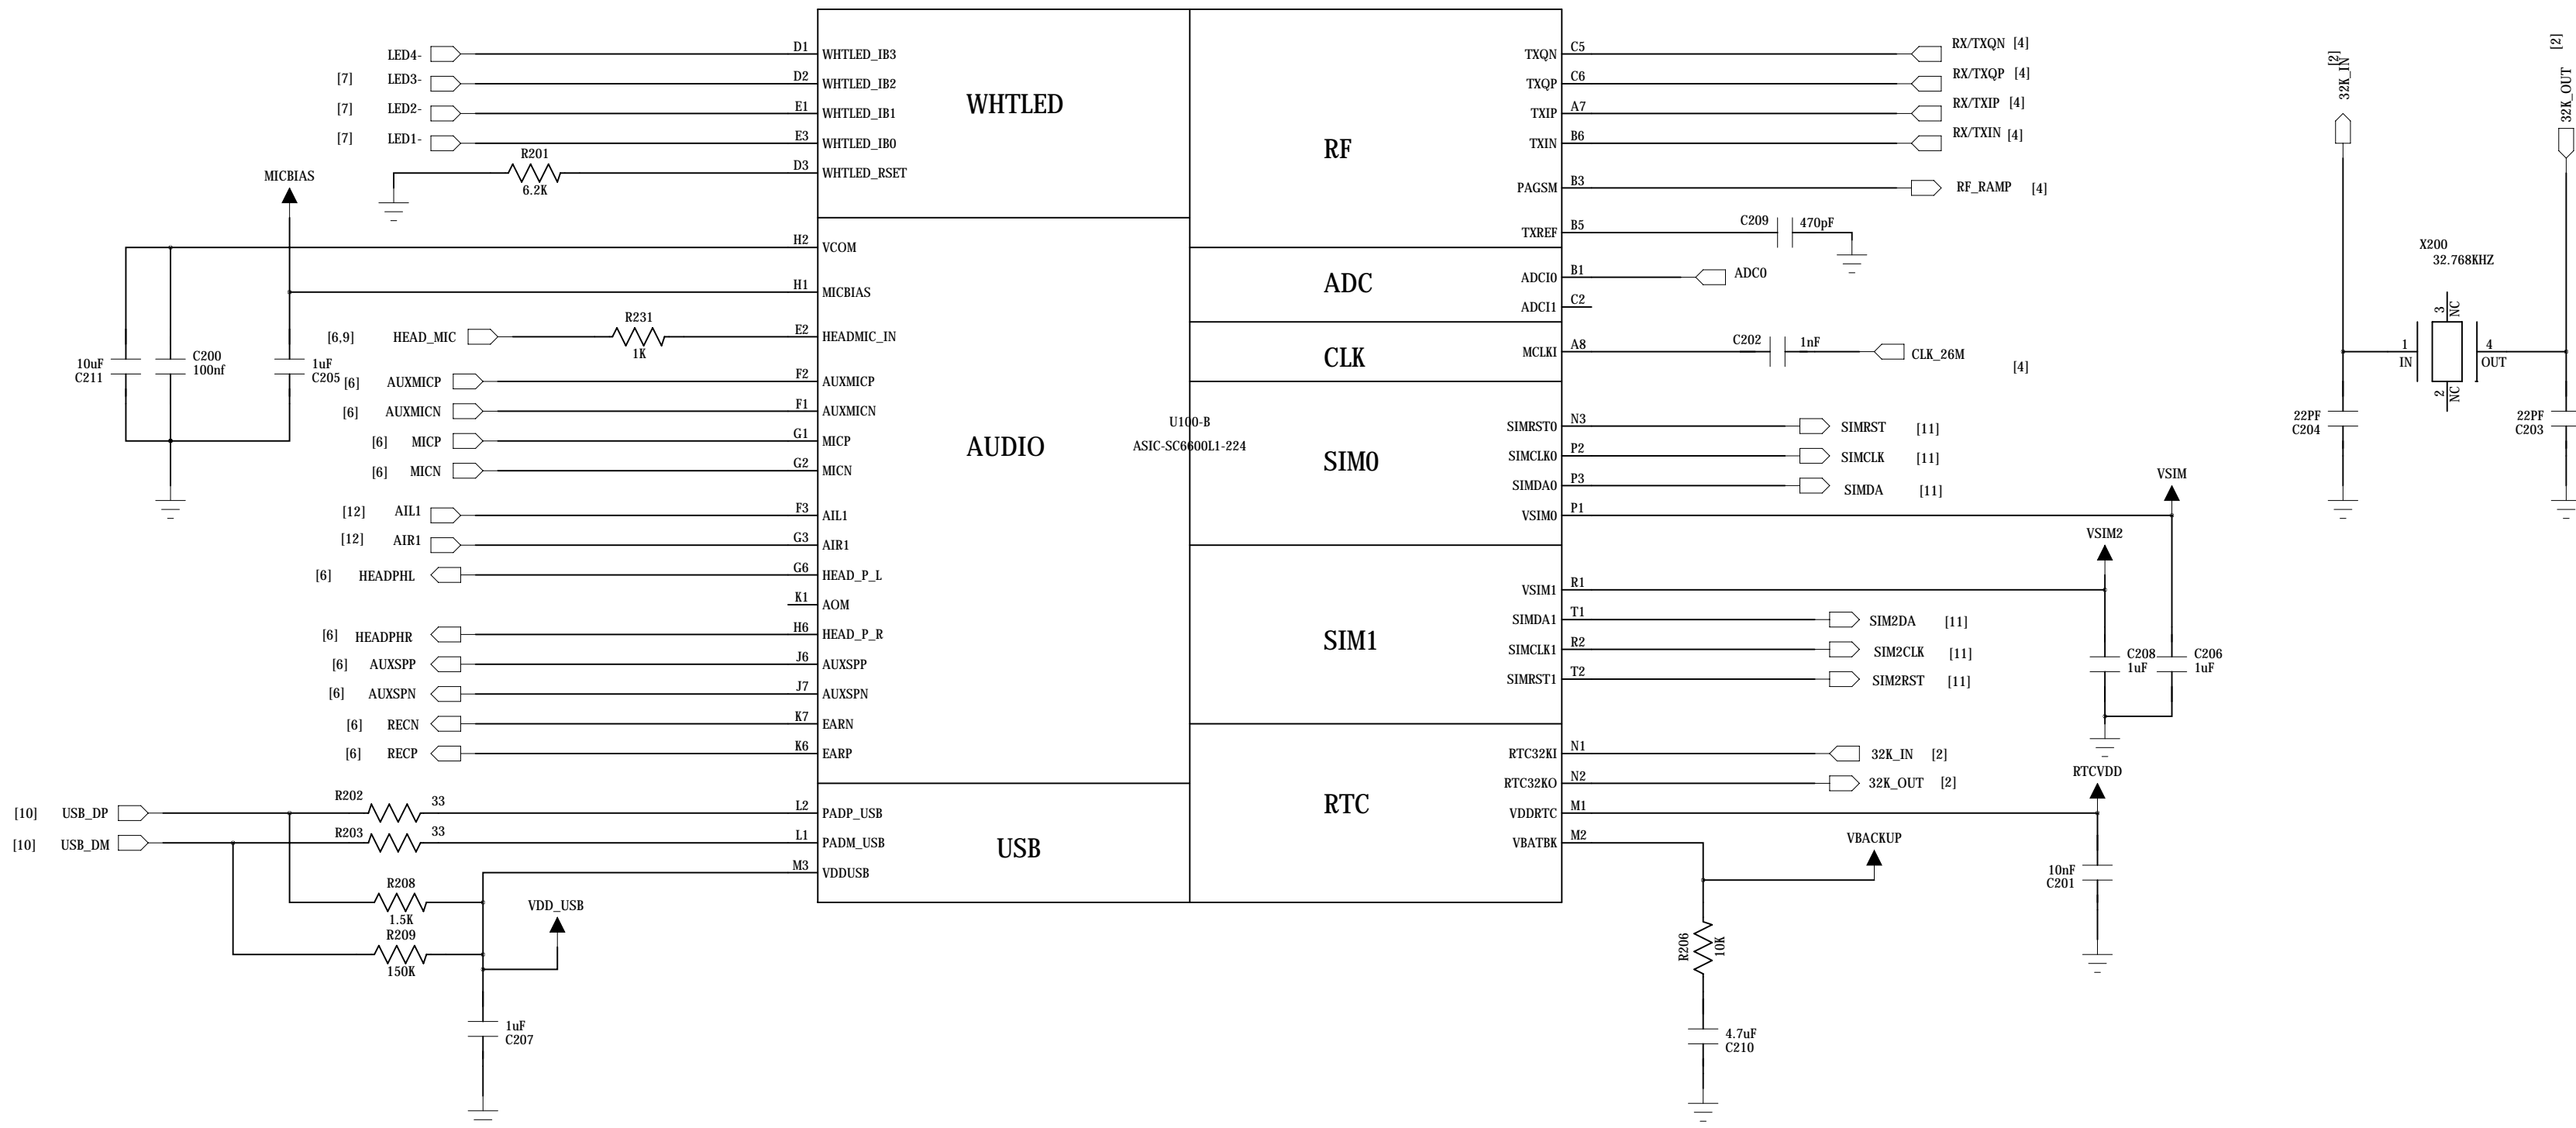 LED4- D1 WHTLED_IB3
[7] LED3- D2 WHTLED_IB2
[7] LED2- E1 WHTLED_IB1
[7] LED1- E3 WHTLED_IB0
R201 D3 WHTLED_RSET
6.2K
WHTLED
MICBIAS
H2 VCOM
H1 MICBIAS
R231
[6,9] HEAD_MIC E2 HEADMIC_IN
1K
10uF
C211
C200
100nf
1uF
C205
[6] AUXMICP F2 AUXMICP
[6] AUXMICN F1 AUXMICN
[6] MICP G1 MICP
[6] MICN G2 MICN
AUDIO
[12] AIL1 F3 AIL1
[12] AIR1 G3 AIR1
[6] HEADPHL G6 HEAD_P_L
K1 AOM
[6] HEADPHR H6 HEAD_P_R
[6] AUXSPP J6 AUXSPP
[6] AUXSPN J7 AUXSPN
[6] RECN K7 EARN
[6] RECP K6 EARP
[10] USB_DP R202 33 L2 PADP_USB
[10] USB_DM R203 33 L1 PADM_USB
M3 VDDUSB
USB
R208
1.5K
R209
150K
VDD_USB
1uF
C207
U100-B
ASIC-SC6600L1-224
TXQN C5 RX/TXQN [4]
TXQP C6 RX/TXQP [4]
TXIP A7 RX/TXIP [4]
TXIN B6 RX/TXIN [4]
RF
PAGSM B3 RF_RAMP [4]
TXREF B5 C209 470pF
ADC
ADCI0 B1 ADC0
ADCI1 C2
CLK
MCLKI A8 C202 1nF CLK_26M
[4]
SIMRST0 N3 SIMRST [11]
SIMCLK0 P2 SIMCLK [11]
SIM0
SIMDA0 P3 SIMDA [11]
VSIM0 P1
VSIM
VSIM2
VSIM1 R1
SIMDA1 T1 SIM2DA [11]
SIM1
SIMCLK1 R2 SIM2CLK [11]
SIMRST1 T2 SIM2RST [11]
C208
1uF
C206
1uF
RTC32KI N1 32K_IN [2]
RTC32KO N2 32K_OUT [2]
RTC
VDDRTC M1
VBATBK M2
RTCVDD
VBACKUP
10nF
C201
R206
10K
4.7uF
C210
[2]
32K_IN
[2]
32K_OUT
X200
32.768KHZ
3
NC
1
IN
4
OUT
2
NC
22PF
C204
22PF
C203